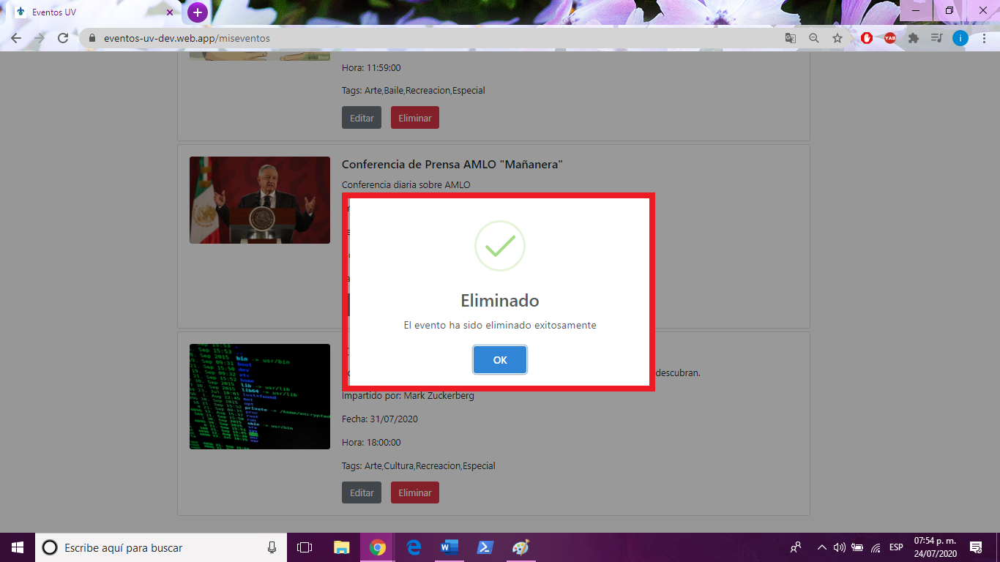 Eventos UV
eventos-uv-dev.web.app/miseventos
YAB
i
Hora: 11:59:00
Tags: Arte,Baile,Recreacion,Especial
Editar
Eliminar
Conferencia de Prensa AMLO "Mañanera"
Conferencia diaria sobre AMLO
Eliminado
El evento ha sido eliminado exitosamente
OK
descubran.
Impartido por: Mark Zuckerberg
Fecha: 31/07/2020
Hora: 18:00:00
Tags: Arte,Cultura,Recreacion,Especial
Editar
Eliminar
Escribe aquí para buscar
ESP
07:54 p. m.
24/07/2020